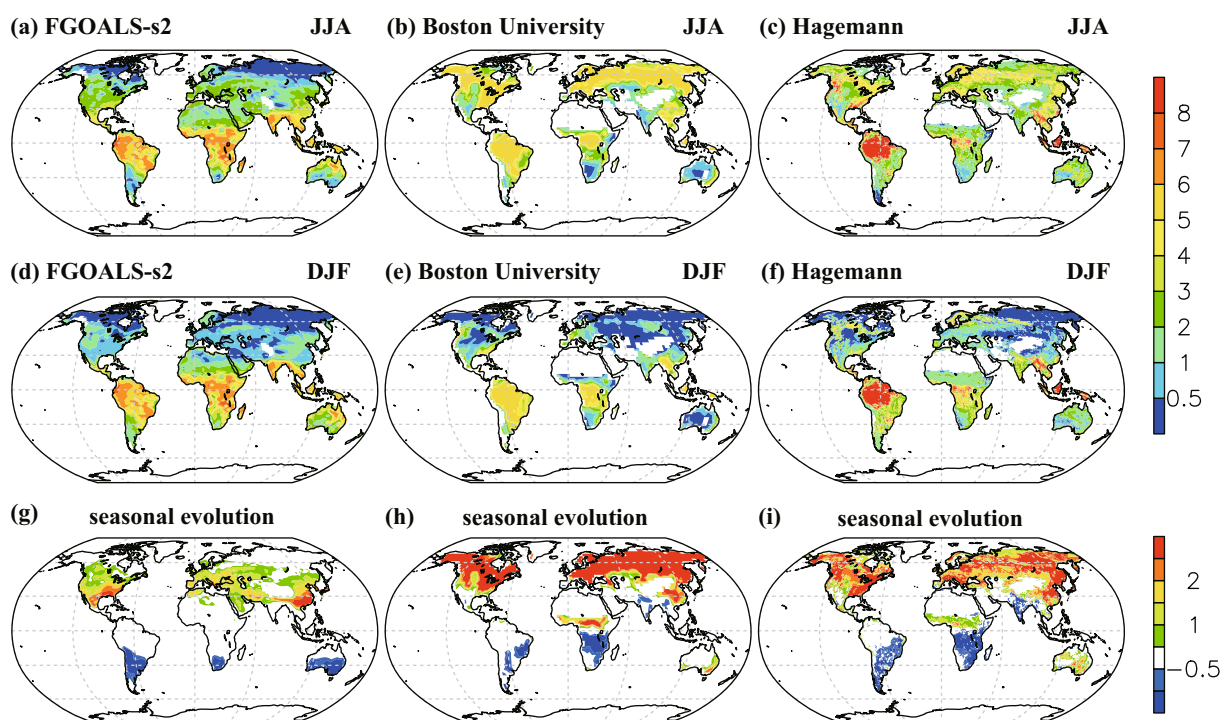 (a) FGOALS-s2 JJA
(b) Boston University JJA
(c) Hagemann JJA
8
7
6
5
4
3
2
1
0.5
(d) FGOALS-s2 DJF
(e) Boston University DJF
(f) Hagemann DJF
(g) seasonal evolution
(h) seasonal evolution
(i) seasonal evolution
2
1
−0.5